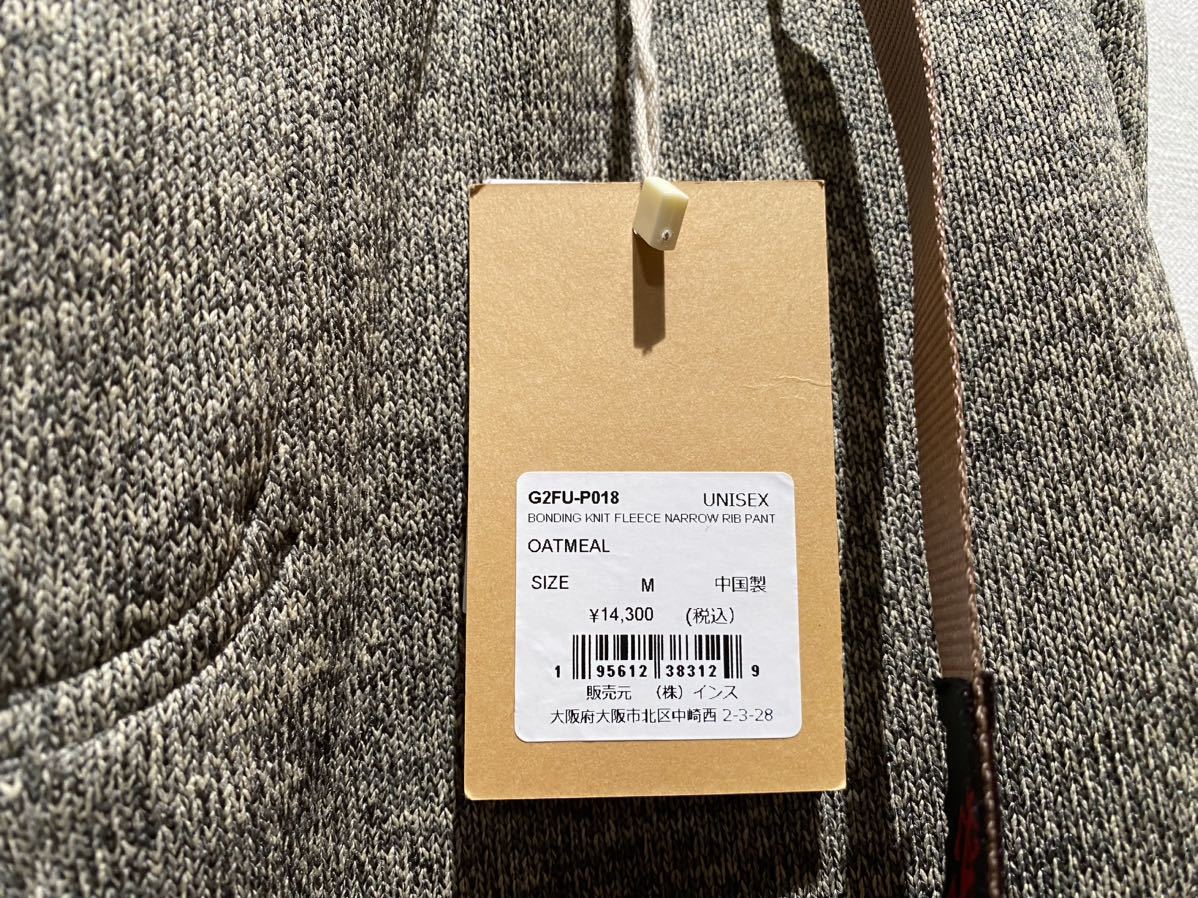 G2FU-P018 UNISEX
BONDING KNIT FLEECE NARROW RIB PANT
OATMEAL
SIZE M 中国製
¥14,300 (税込)
1 95612 38312 9
販売元 (株)インス
大阪府大阪市北区中崎西 2-3-28